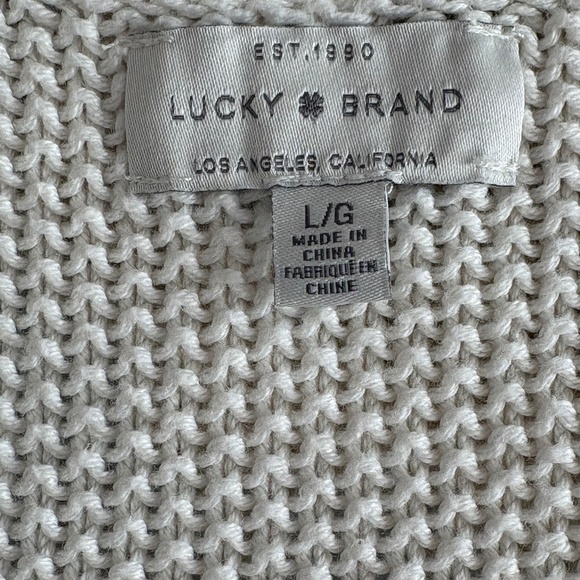 EST.1990
LUCKY BRAND
LOS ANGELES, CALIFORNIA
L/G
MADE IN
CHINA
FABRIQUÉ EN
CHINE